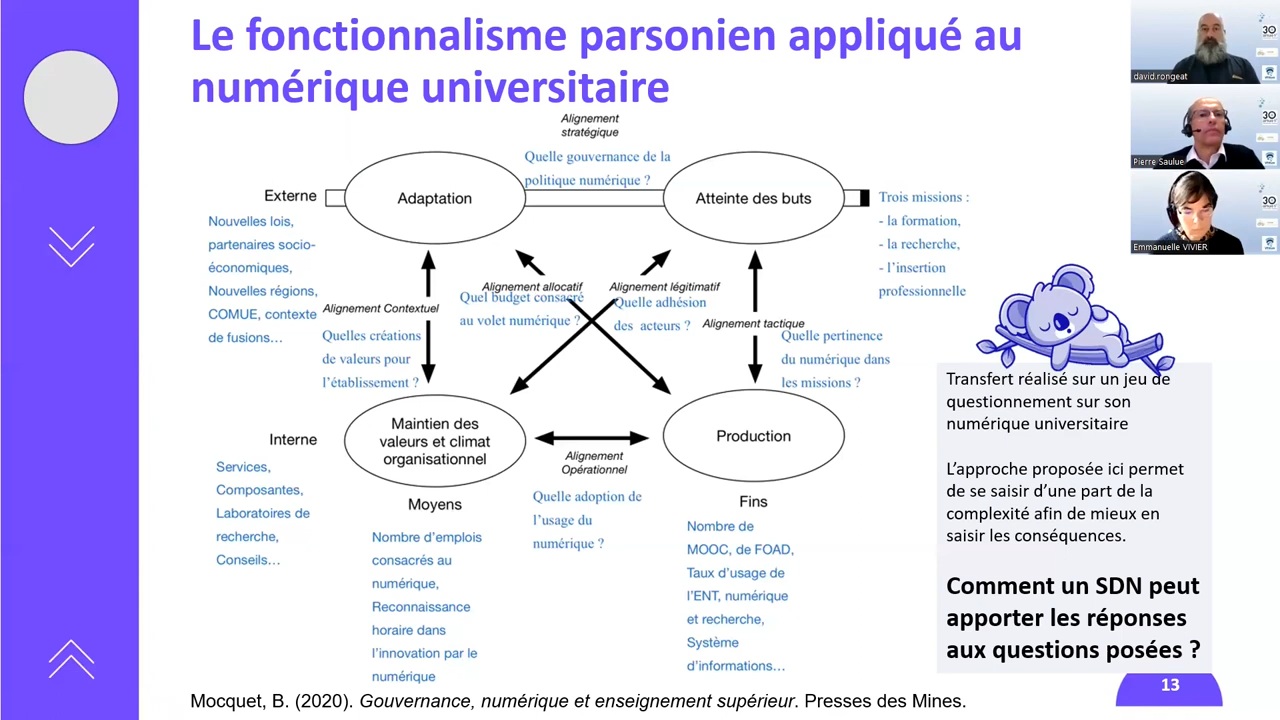 Le fonctionnalisme parsonien appliqué au
numérique universitaire
david.rongeat
Pierre Saulue
Emmanuelle VIVIER
30
30
30
Alignement
stratégique
Quelle gouvernance de la
politique numérique ?
Externe
Adaptation
Atteinte des buts
Nouvelles lois,
partenaires socio-
économiques,
Nouvelles régions,
COMUE, contexte
de fusions…
Trois missions :
- la formation,
- la recherche,
- l’insertion
professionnelle
Alignement Contextuel
Quelles créations
de valeurs pour
l’établissement ?
Alignement allocatif
Quel budget consacré
au volet numérique ?
Alignement légitimatif
Quelle adhésion
des acteurs ?
Alignement tactique
Quelle pertinence
du numérique dans
les missions ?
Interne
Maintien des
valeurs et climat
organisationnel
Production
Services,
Composantes,
Laboratoires de
recherche,
Conseils…
Alignement
Opérationnel
Quelle adoption de
l’usage du
numérique ?
Moyens
Nombre d’emplois
consacrés au
numérique,
Reconnaissance
horaire dans
l’innovation par le
numérique
Fins
Nombre de
MOOC, de FOAD,
Taux d’usage de
l’ENT, numérique
et recherche,
Système
d’informations…
Transfert réalisé sur un jeu de
questionnement sur son
numérique universitaire
L’approche proposée ici permet
de se saisir d’une part de la
complexité afin de mieux en
saisir les conséquences.
Comment un SDN peut
apporter les réponses
aux questions posées ?
Mocquet, B. (2020). Gouvernance, numérique et enseignement supérieur. Presses des Mines.
13